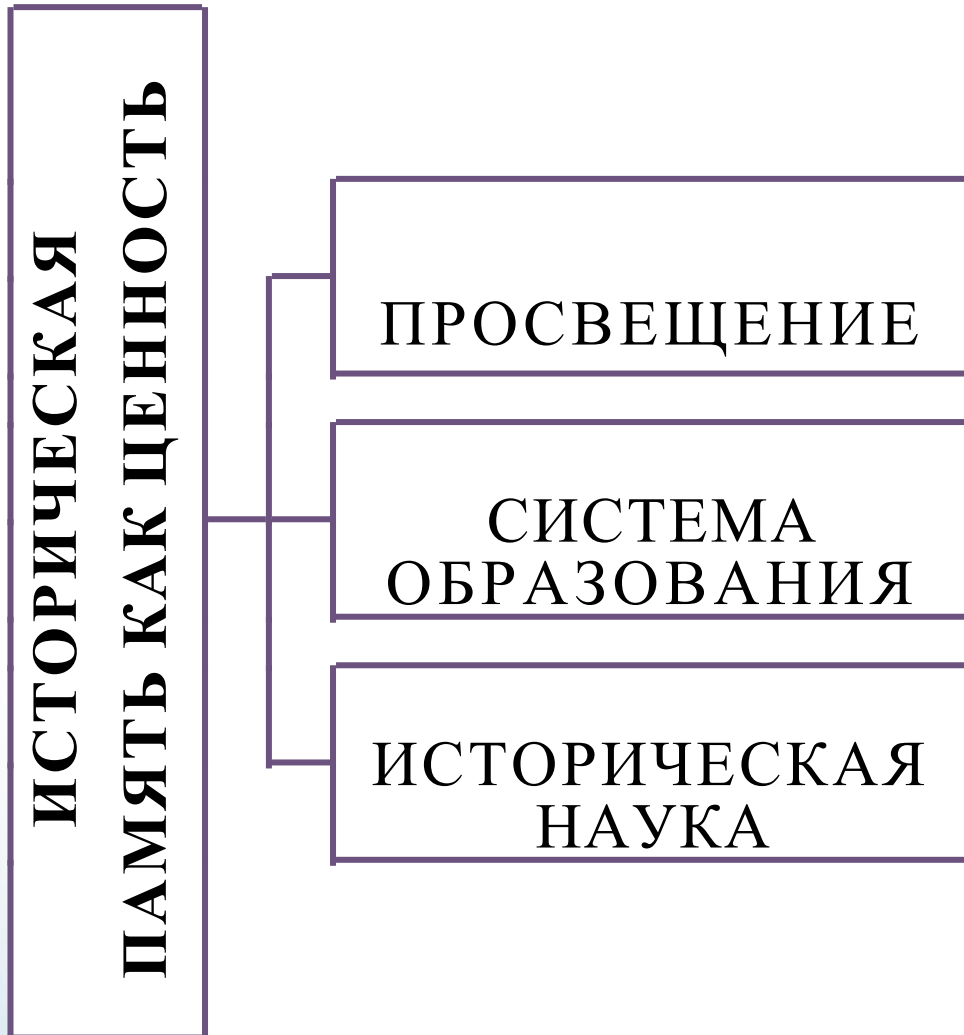 ИСТОРИЧЕСКАЯ
ПАМЯТЬ КАК ЦЕННОСТЬ
ПРОСВЕЩЕНИЕ
СИСТЕМА
ОБРАЗОВАНИЯ
ИСТОРИЧЕСКАЯ
НАУКА